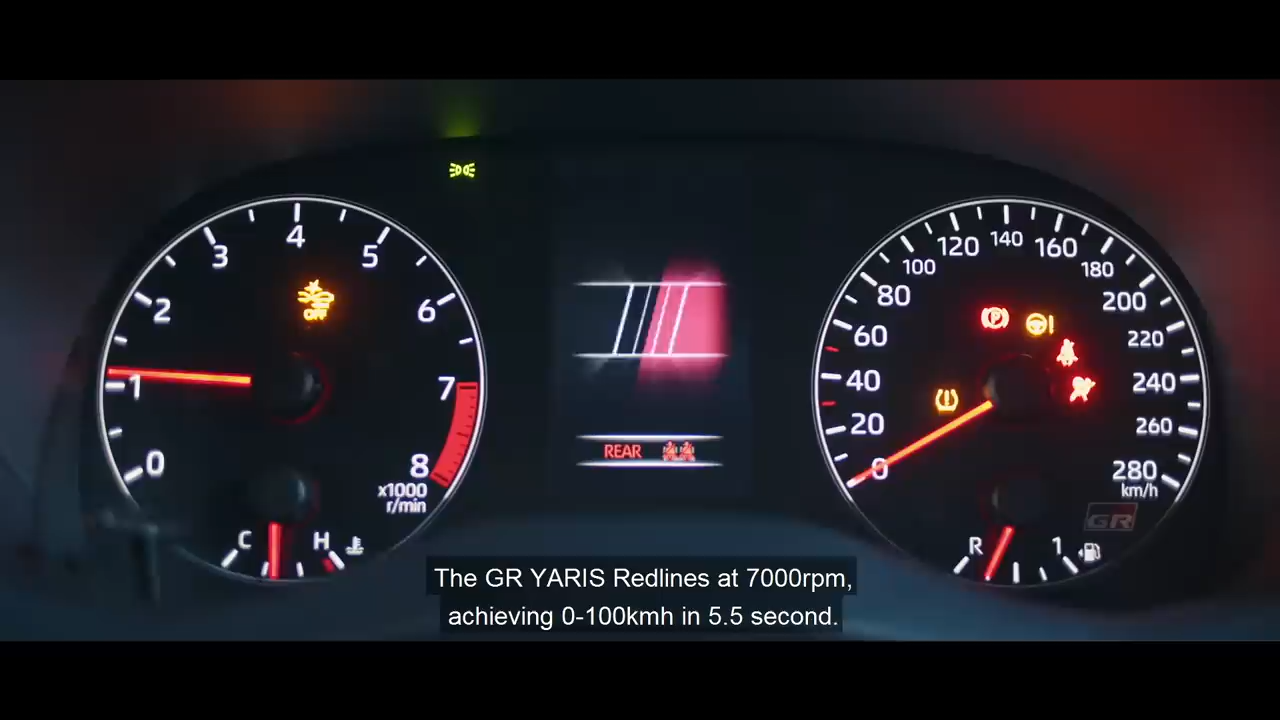 0
1
2
3
4
5
6
7
8
x1000
r/min
C
H
OFF
REAR
0
20
40
60
80
100
120
140
160
180
200
220
240
260
280
km/h
P
GR
R
1
The GR YARIS Redlines at 7000rpm,
achieving 0-100kmh in 5.5 second.